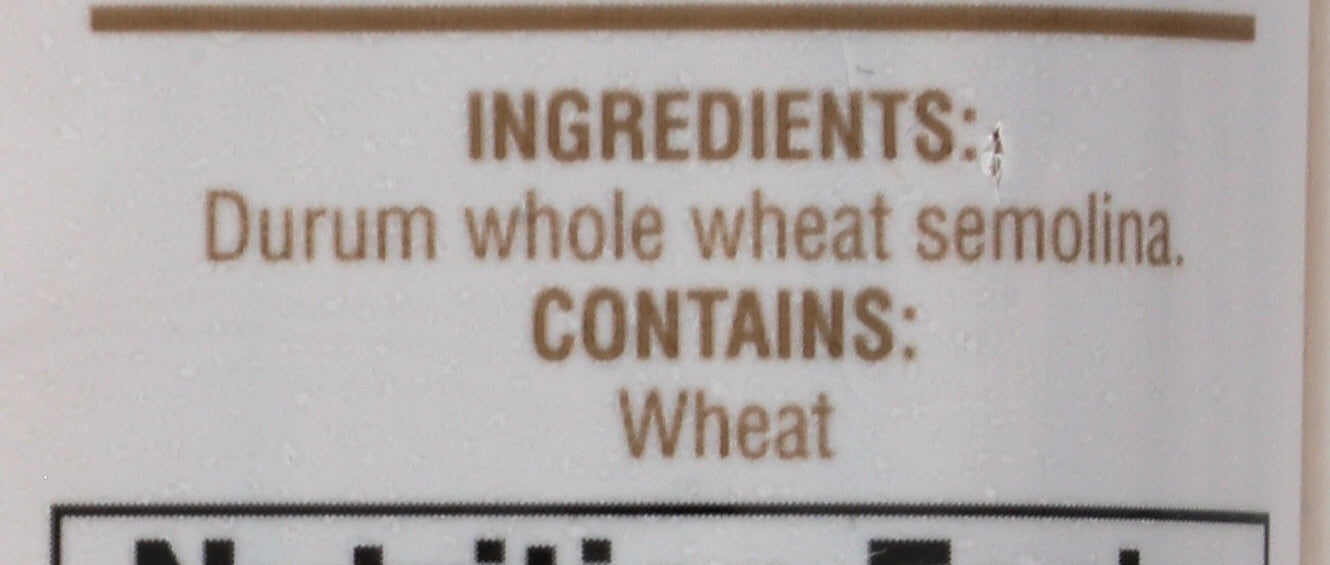 INGREDIENTS:
Durum whole wheat semolina.
CONTAINS:
Wheat